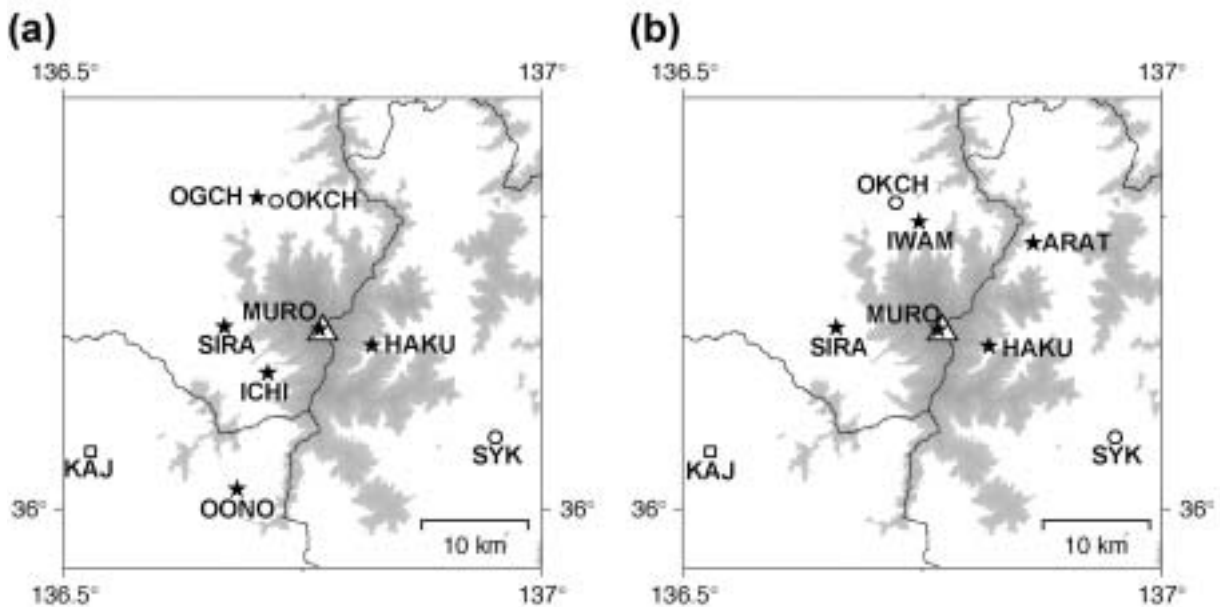 (a)
136.5° 137°
OGCH OKCH
MURO
SIRA HAKU
ICHI
KAJ SYK
OONO
36° 36°
10 km
136.5° 137°
(b)
136.5° 137°
OKCH
IWAM ARAT
MURO
SIRA HAKU
KAJ SYK
36°
10 km
136.5° 137°